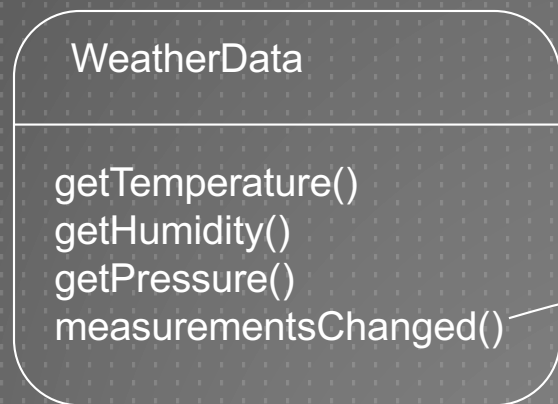 WeatherData
getTemperature()
getHumidity()
getPressure()
measurementsChanged()